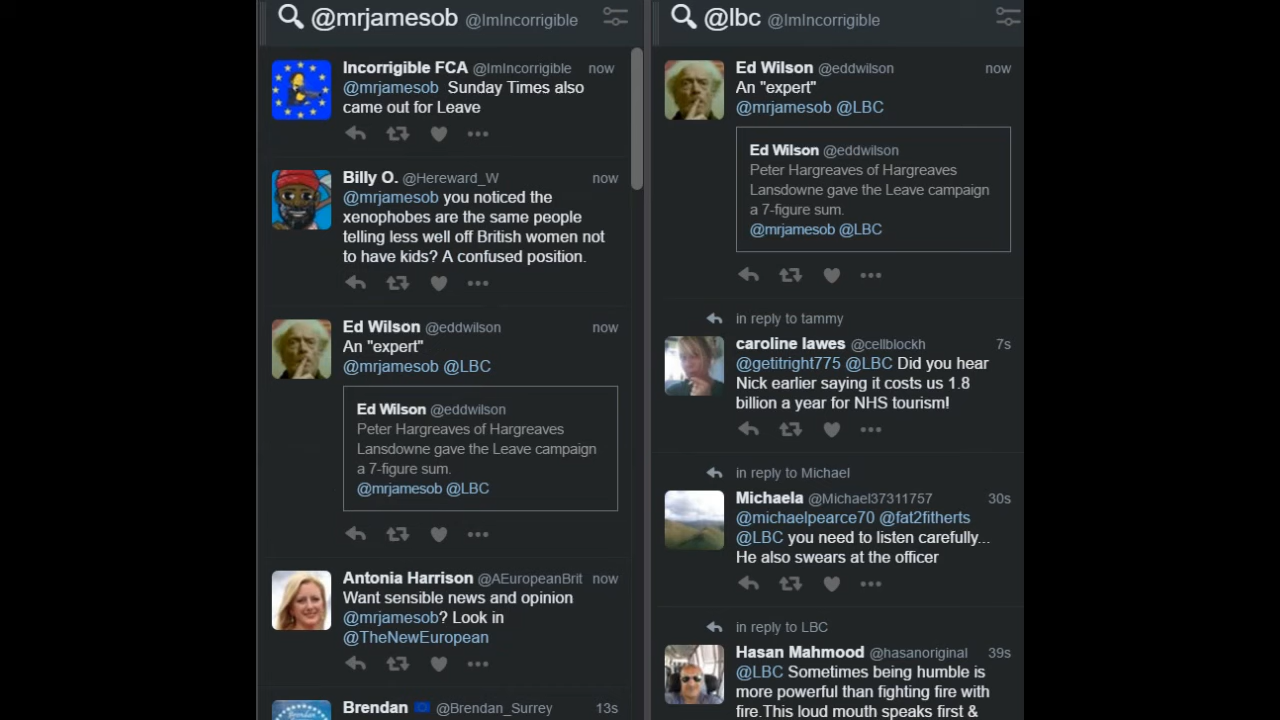 @mrjamesob @ImIncorrigible
Incorrigible FCA @ImIncorrigible now
@mrjamesob Sunday Times also
came out for Leave
Billy O. @Hereward_W now
@mrjamesob you noticed the
xenophobes are the same people
telling less well off British women not
to have kids? A confused position.
Ed Wilson @eddwilson now
An "expert"
@mrjamesob @LBC
Ed Wilson @eddwilson
Peter Hargreaves of Hargreaves
Lansdowne gave the Leave campaign
a 7-figure sum.
@mrjamesob @LBC
Antonia Harrison @AEuropeanBrit now
Want sensible news and opinion
@mrjamesob? Look in
@TheNewEuropean
Brendan @Brendan_Surrey 13s
Brendan
@lbc @ImIncorrigible
Ed Wilson @eddwilson now
An "expert"
@mrjamesob @LBC
Ed Wilson @eddwilson
Peter Hargreaves of Hargreaves
Lansdowne gave the Leave campaign
a 7-figure sum.
@mrjamesob @LBC
in reply to tammy
caroline lawes @cellblockh 7s
@getitright775 @LBC Did you hear
Nick earlier saying it costs us 1.8
billion a year for NHS tourism!
in reply to Michael
Michaela @Michael37311757 30s
@michaelpearce70 @fat2fitherts
@LBC you need to listen carefully...
He also swears at the officer
in reply to LBC
Hasan Mahmood @hasanoriginal 39s
@LBC Sometimes being humble is
more powerful than fighting fire with
fire.This loud mouth speaks first &